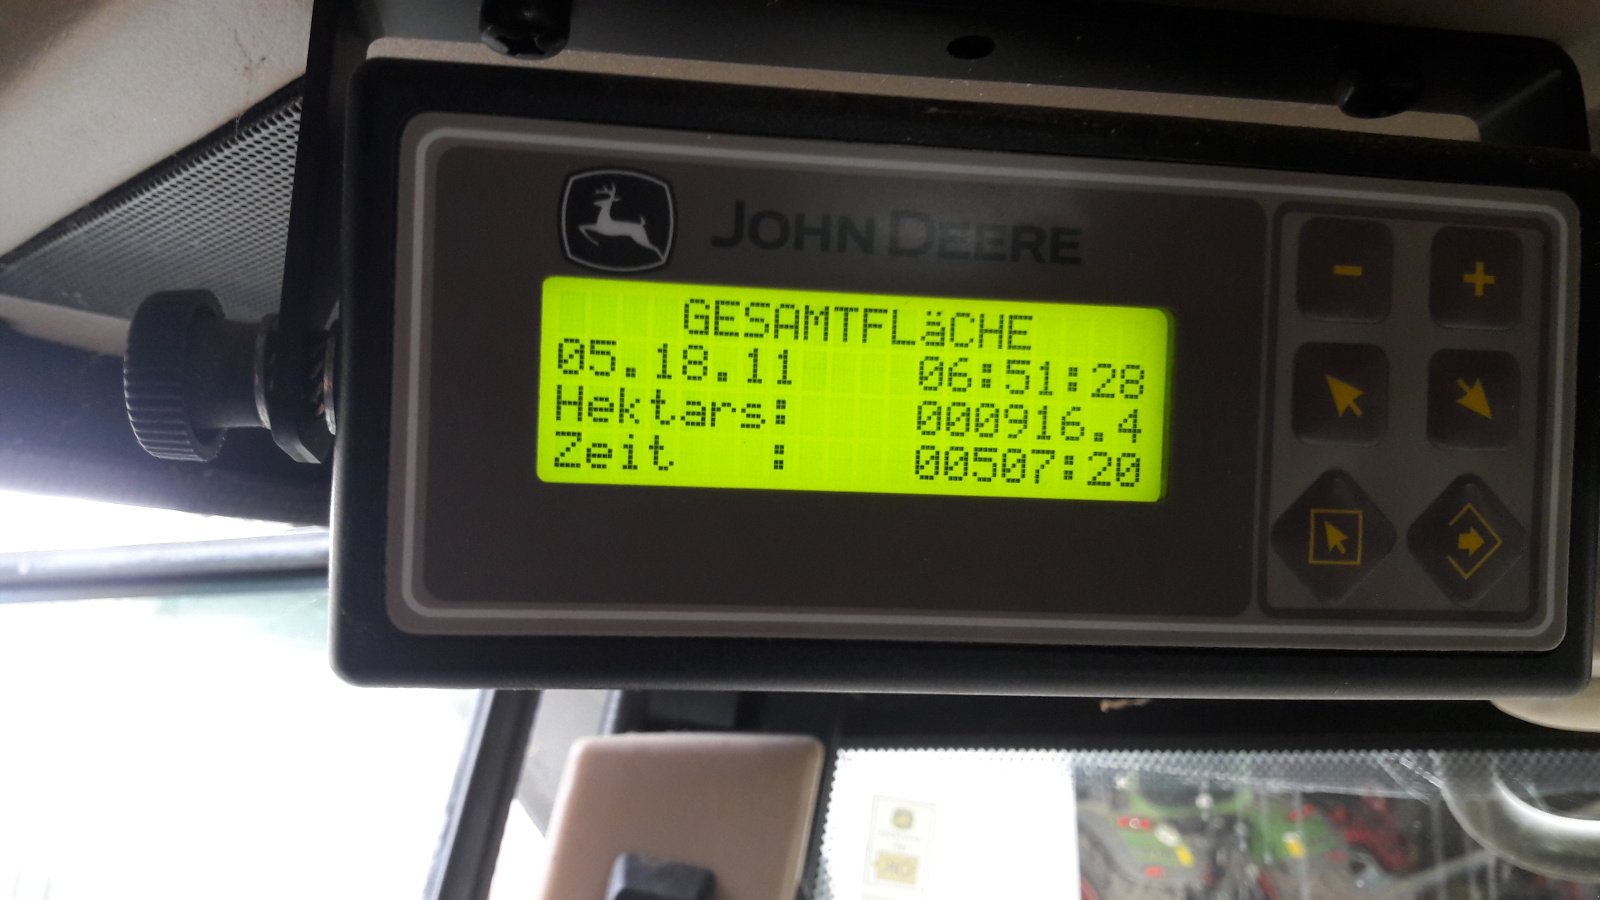 JOHN DEERE
GESAMTFLäCHE
05.18.11 06:51:28
Hektars: 000916.4
Zeit : 00507:20
- +